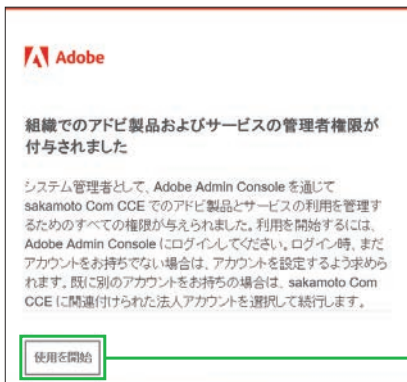 Adobe
組織でのアドビ製品およびサービスの管理者権限が
付与されました
システム管理者として、Adobe Admin Console を通じて
sakamoto Com CCE でのアドビ製品とサービスの利用を管理す
るためのすべての権限が与えられました。利用を開始するには、
Adobe Admin Console にログインしてください。ログイン時、まだ
アカウントをお持ちでない場合は、アカウントを設定するよう求めら
れます。既に別のアカウントをお持ちの場合は、sakamoto Com
CCE に関連付けられた法人アカウントを選択して続行します。
使用を開始